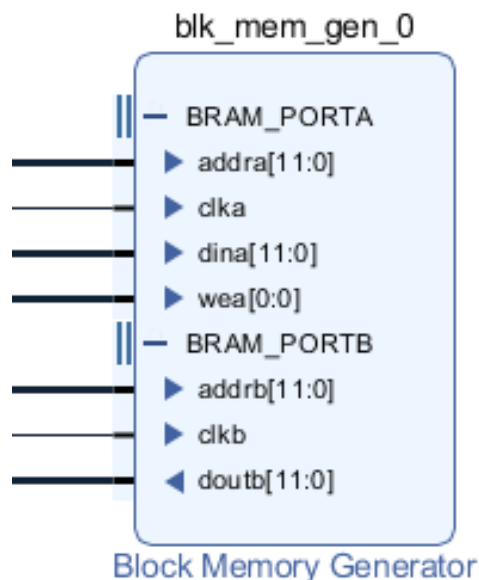 blk_mem_gen_0
BRAM_PORTA
addra[11:0]
clka
dina[11:0]
wea[0:0]
BRAM_PORTB
addrb[11:0]
clkb
doutb[11:0]
Block Memory Generator